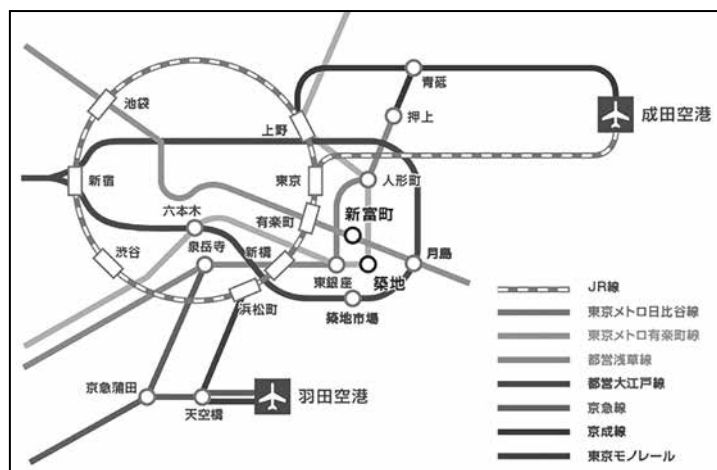 青砥
池袋
押上
成田空港
上野
新宿
東京
人形町
六本木
有楽町
新富町
渋谷
泉岳寺
新橋
月島
東銀座
築地
浜松町
築地市場
京急蒲田
天空橋
羽田空港
JR線
東京メトロ日比谷線
東京メトロ有楽町線
都営浅草線
都営大江戸線
京急線
京成線
東京モノレール